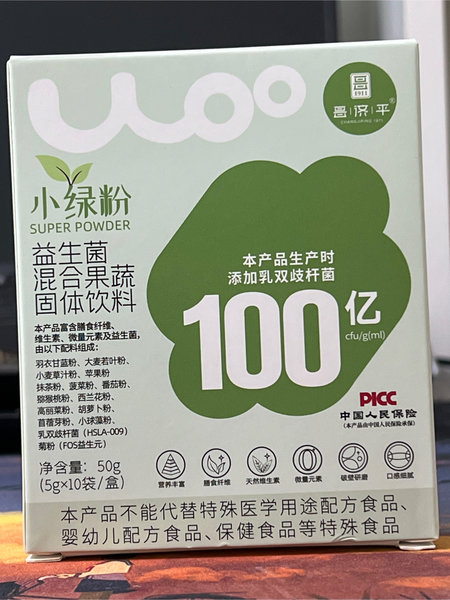 昌
1911
昌济平®
CHANGJIPING 1911
小绿粉
SUPER POWDER
益生菌
混合果蔬
固体饮料
本产品富含膳食纤维、
维生素、微量元素及益生菌，
由以下配料组成：
羽衣甘蓝粉、大麦若叶粉、
小麦草汁粉、苹果粉
抹茶粉、菠菜粉、番茄粉、
猕猴桃粉、西兰花粉、
高丽菜粉、胡萝卜粉、
苜蓿芽粉、小球藻粉、
乳双歧杆菌（HSLA-009）
菊粉（FOS益生元）
净含量：50g
（5g×10袋/盒）
本产品生产时
添加乳双歧杆菌
100亿
cfu/g(ml)
PICC
中国人民保险
（本产品由中国人民保险承保）
营养丰富
膳食纤维
天然维生素
微量元素
破壁研磨
口感细腻
本产品不能代替特殊医学用途配方食品、
婴幼儿配方食品、保健食品等特殊食品